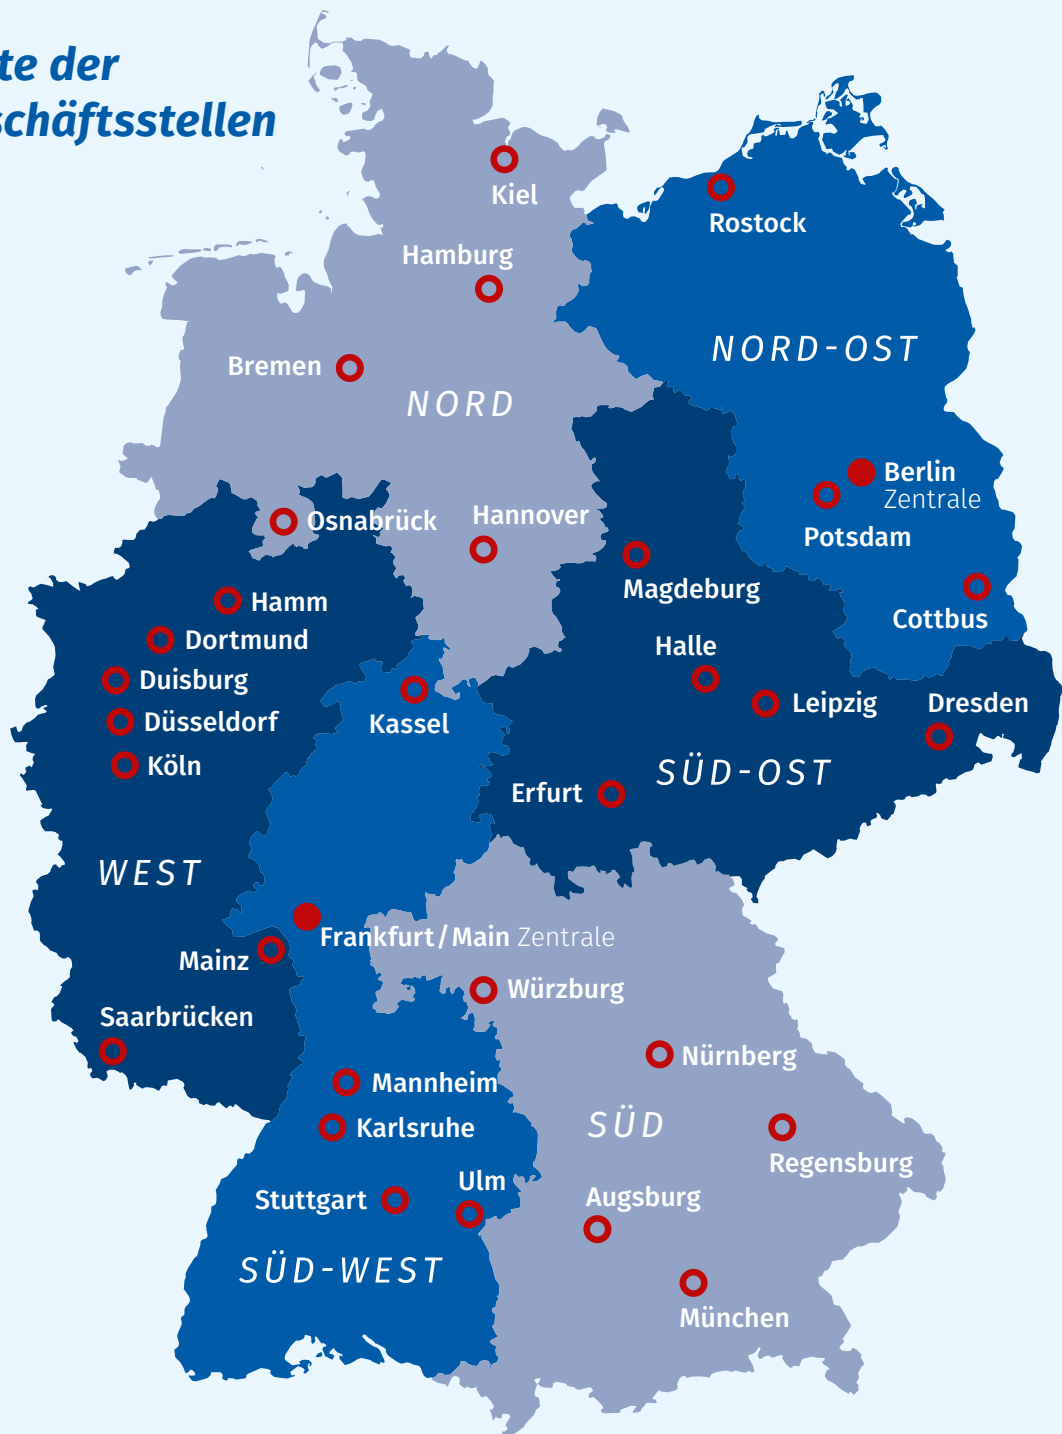 te der
schäftsstellen
Kiel
Rostock
Hamburg
NORD-OST
Bremen
NORD
Berlin
Zentrale
Osnabrück
Hannover
Potsdam
Magdeburg
Hamm
Cottbus
Dortmund
Halle
Duisburg
Leipzig
Dresden
Düsseldorf
Kassel
Köln
SÜD-OST
Erfurt
WEST
Frankfurt/Main Zentrale
Mainz
Würzburg
Saarbrücken
Nürnberg
Mannheim
Karlsruhe
SÜD
Regensburg
Ulm
Stuttgart
Augsburg
SÜD-WEST
München